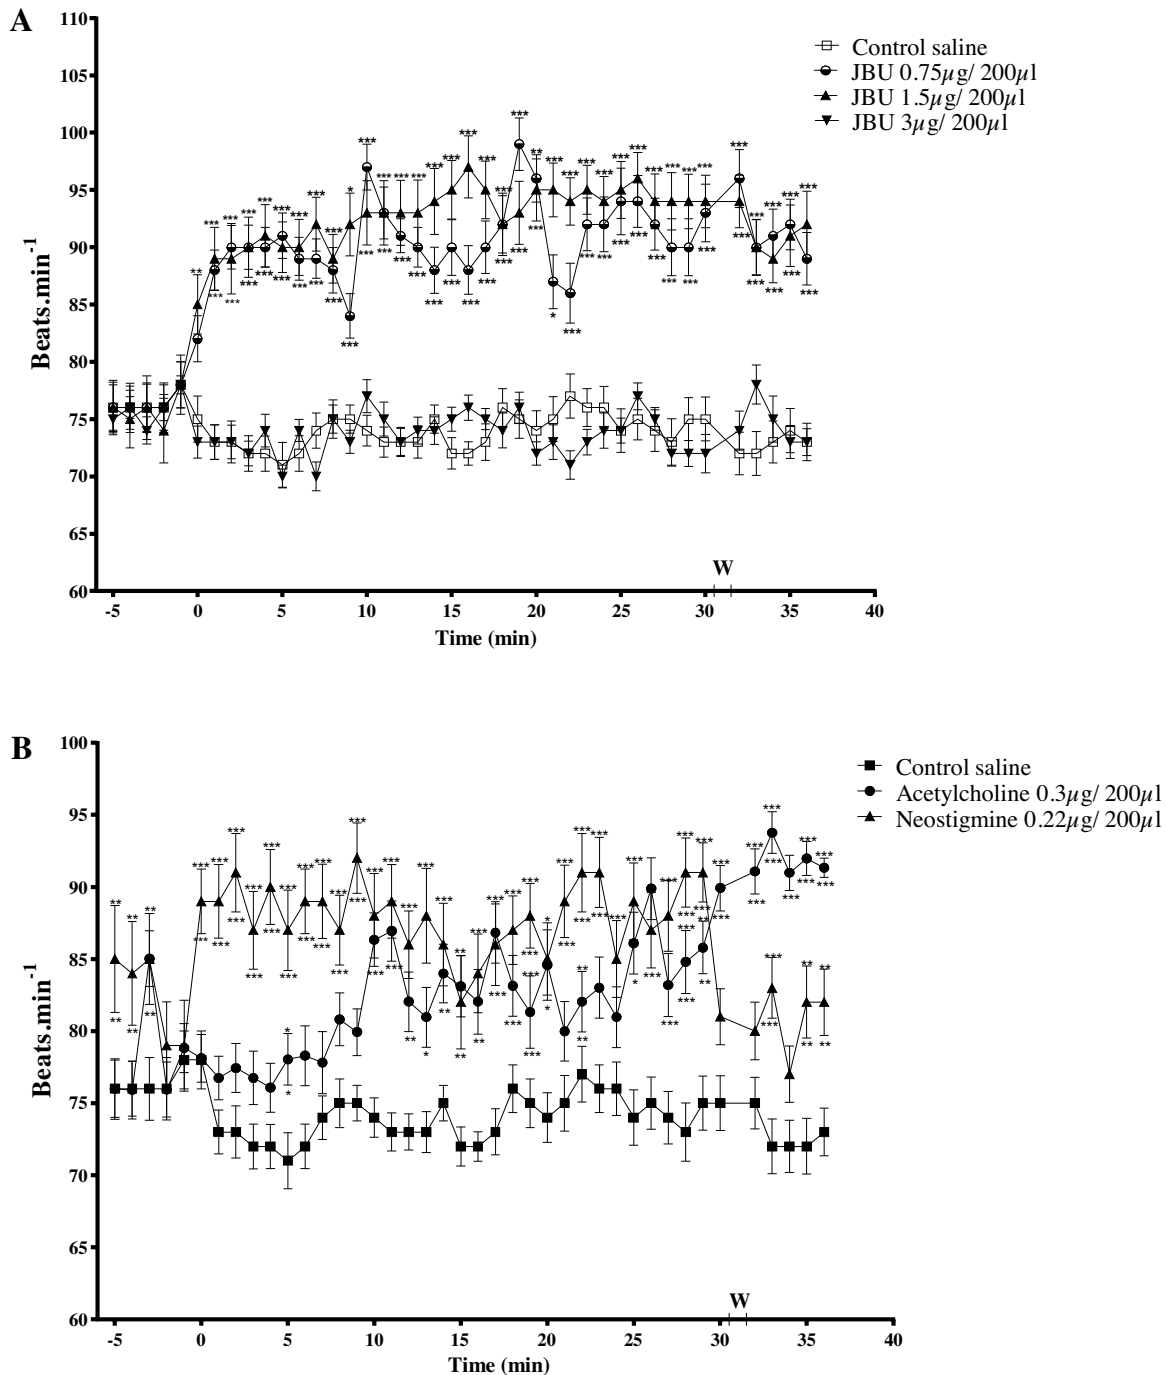 A
110
105
100
95
90
85
80
75
70
65
60
Beats.min-1
-5 0 5 10 15 20 25 30 35 40
W
Time (min)
Control saline
JBU 0.75µg/ 200µl
JBU 1.5µg/ 200µl
JBU 3µg/ 200µl
B
100
95
90
85
80
75
70
65
60
Beats.min-1
-5 0 5 10 15 20 25 30 35 40
W
Time (min)
Control saline
Acetylcholine 0.3µg/ 200µl
Neostigmine 0.22µg/ 200µl